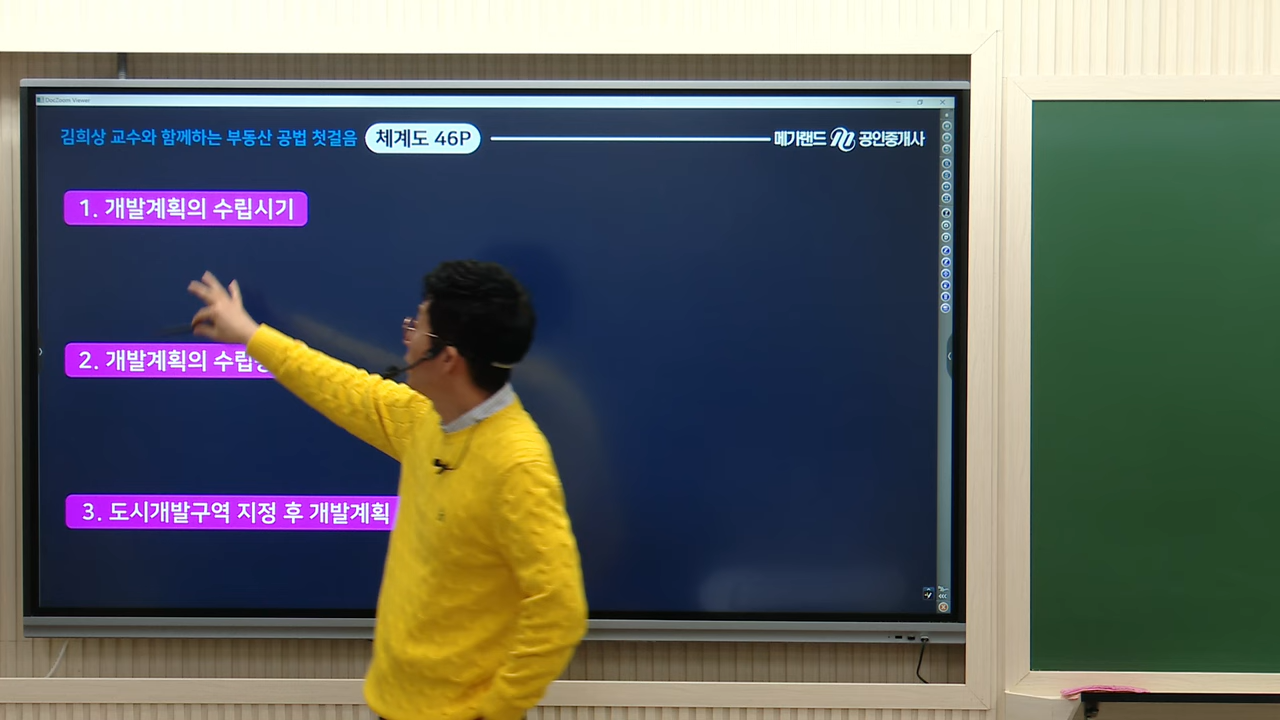 DocZoom Viewer
김희상 교수와 함께하는 부동산 공법 첫걸음 체계도 46P 메가랜드 공인중개사
1. 개발계획의 수립시기
2. 개발계획의
3. 도시개발구역 지정 후 개발계획